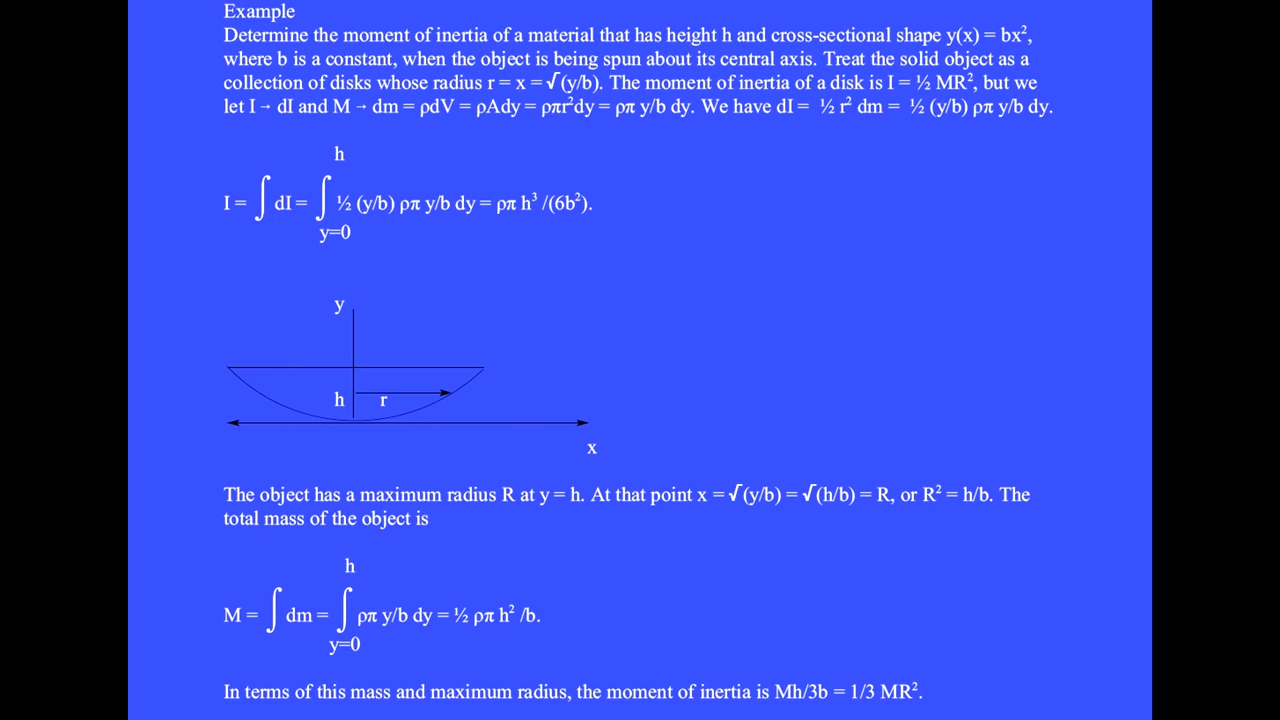 Example
Determine the moment of inertia of a material that has height h and cross-sectional shape y(x) = bx²,
where b is a constant, when the object is being spun about its central axis. Treat the solid object as a
collection of disks whose radius r = x = √(y/b). The moment of inertia of a disk is I = ½ MR², but we
let I → dI and M → dm = ρdV = ρAdy = ρπr²dy = ρπ y/b dy. We have dI = ½ r² dm = ½ (y/b) ρπ y/b dy.
h
I = ∫ dI = ∫ ½ (y/b) ρπ y/b dy = ρπ h³ /(6b²).
y=0
y
h r
x
The object has a maximum radius R at y = h. At that point x = √(y/b) = √(h/b) = R, or R² = h/b. The
total mass of the object is
h
M = ∫ dm = ∫ ρπ y/b dy = ½ ρπ h² /b.
y=0
In terms of this mass and maximum radius, the moment of inertia is Mh/3b = 1/3 MR².